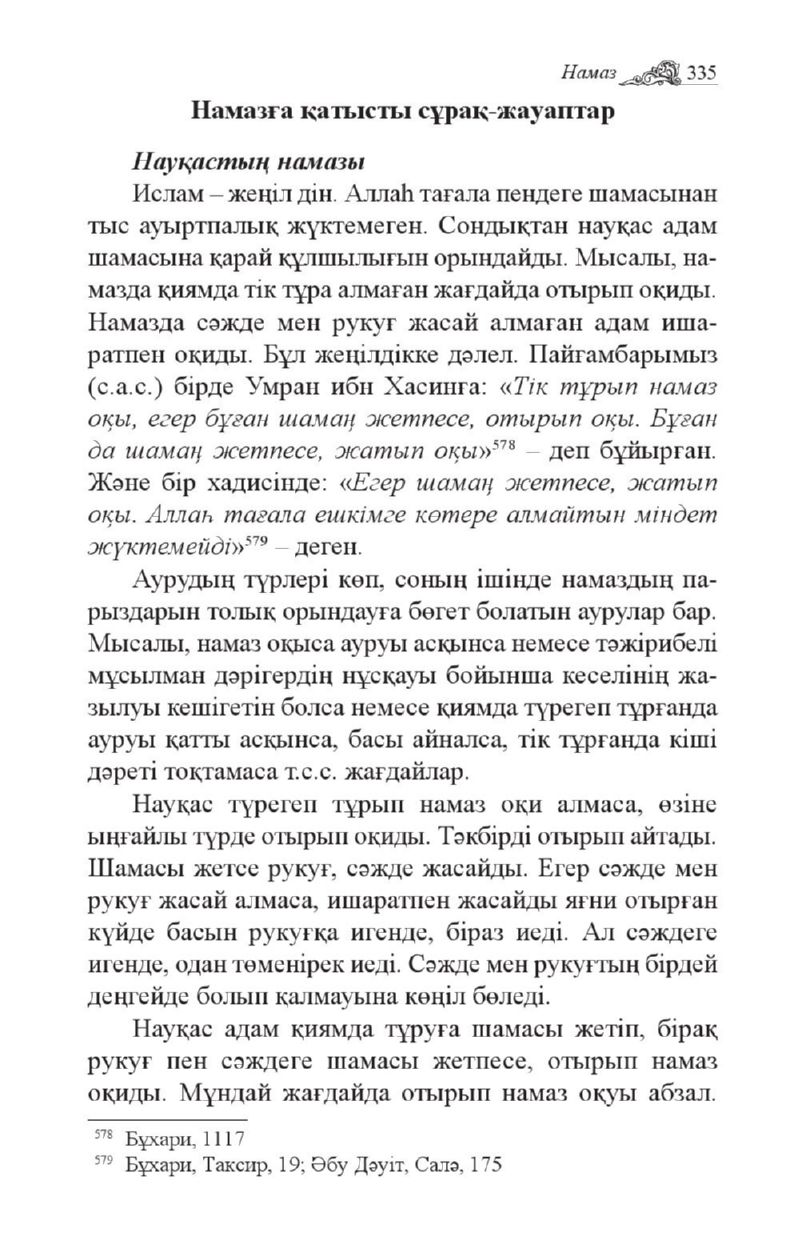 Намаз 335
Намазға қатысты сұрақ-жауаптар
Науқастың намазы
Ислам – жеңіл дін. Аллаһ тағала пендеге шамасынан
тыс ауыртпалық жүктемеген. Сондықтан науқас адам
шамасына қарай құлшылығын орындайды. Мысалы, на-
мазда қиямда тік тұра алмаған жағдайда отырып оқиды.
Намазда сәжде мен рукуғ жасай алмаған адам иша-
ратпен оқиды. Бұл жеңілдікке дәлел. Пайғамбарымыз
(с.а.с.) бірде Умран ибн Хасинға: «Тік тұрып намаз
оқы, егер бұған шамаң жетпесе, отырып оқы. Бұған
да шамаң жетпесе, жатып оқы»⁵⁷⁸ – деп бұйырған.
Және бір хадисінде: «Егер шамаң жетпесе, жатып
оқы. Аллаһ тағала ешкімге көтере алмайтын міндет
жүктемейді»⁵⁷⁹ – деген.
Аурудың түрлері көп, соның ішінде намаздың па-
рыздарын толық орындауға бөгет болатын аурулар бар.
Мысалы, намаз оқыса ауруы асқынса немесе тәжірибелі
мұсылман дәрігердің нұсқауы бойынша кеселінің жа-
зылуы кешігетін болса немесе қиямда түрегеп тұрғанда
ауруы қатты асқынса, басы айналса, тік тұрғанда кіші
дәреті тоқтамаса т.с.с. жағдайлар.
Науқас түрегеп тұрып намаз оқи алмаса, өзіне
ыңғайлы түрде отырып оқиды. Тәкбірді отырып айтады.
Шамасы жетсе рукуғ, сәжде жасайды. Егер сәжде мен
рукуғ жасай алмаса, ишаратпен жасайды яғни отырған
күйде басын рукуғқа игенде, біраз иеді. Ал сәждеге
игенде, одан төменірек иеді. Сәжде мен рукуғтың бірдей
деңгейде болып қалмауына көңіл бөледі.
Науқас адам қиямда тұруға шамасы жетіп, бірақ
рукуғ пен сәждеге шамасы жетпесе, отырып намаз
оқиды. Мұндай жағдайда отырып намаз оқуы абзал.
⁵⁷⁸ Бұхари, 1117
⁵⁷⁹ Бұхари, Таксир, 19; Әбу Дәуіт, Салә, 175